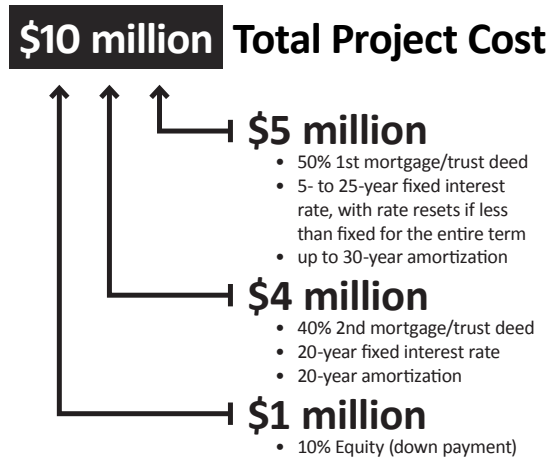 $10 million Total Project Cost
$5 million
• 50% 1st mortgage/trust deed
• 5- to 25-year fixed interest
rate, with rate resets if less
than fixed for the entire term
• up to 30-year amortization
$4 million
• 40% 2nd mortgage/trust deed
• 20-year fixed interest rate
• 20-year amortization
$1 million
• 10% Equity (down payment)